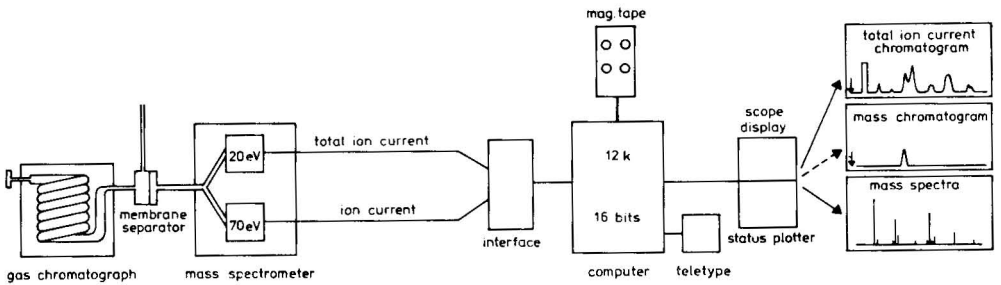 mag. tape
total ion current
chromatogram
scope
display
total ion current
20eV
12 k
mass chromatogram
membrane
separator
70eV
ion current
16 bits
mass spectra
interface
status plotter
gas chromatograph
mass spectrometer
computer
teletype